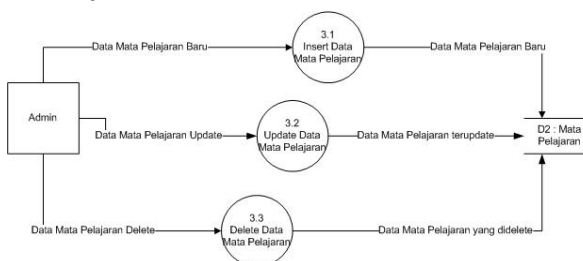 3.1
Insert Data
Mata Pelajaran
Data Mata Pelajaran Baru
Data Mata Pelajaran Baru
Admin
3.2
Update Data
Mata Pelajaran
Data Mata Pelajaran Update
Data Mata Pelajaran terupdate
D2 : Mata
Pelajaran
3.3
Delete Data
Mata Pelajaran
Data Mata Pelajaran Delete
Data Mata Pelajaran yang didelete